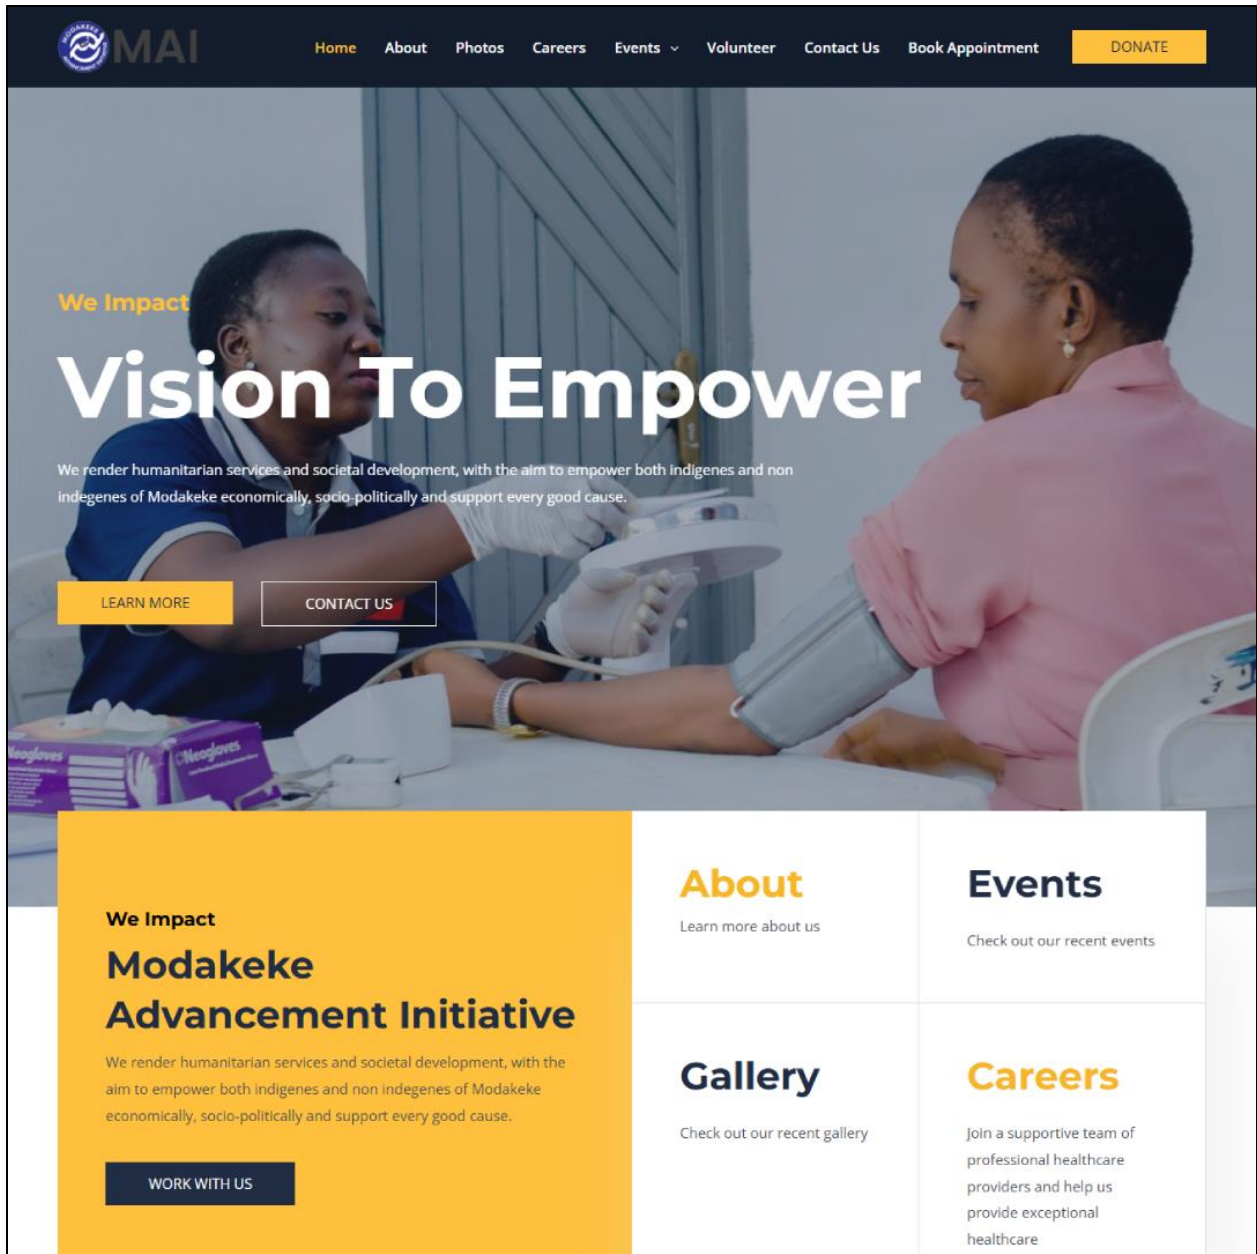 MODAKEKE
ADVANCEMENT INITIATIVE
MAI
Home About Photos Careers Events Volunteer Contact Us Book Appointment DONATE
We Impact
Vision To Empower
We render humanitarian services and societal development, with the aim to empower both indigenes and non
indegenes of Modakeke economically, socio-politically and support every good cause.
LEARN MORE CONTACT US
Neogloves
Neogloves
We Impact
Modakeke
Advancement Initiative
We render humanitarian services and societal development, with the
aim to empower both indigenes and non indegenes of Modakeke
economically, socio-politically and support every good cause.
WORK WITH US
About
Learn more about us
Events
Check out our recent events
Gallery
Check out our recent gallery
Careers
Join a supportive team of
professional healthcare
providers and help us
provide exceptional
healthcare